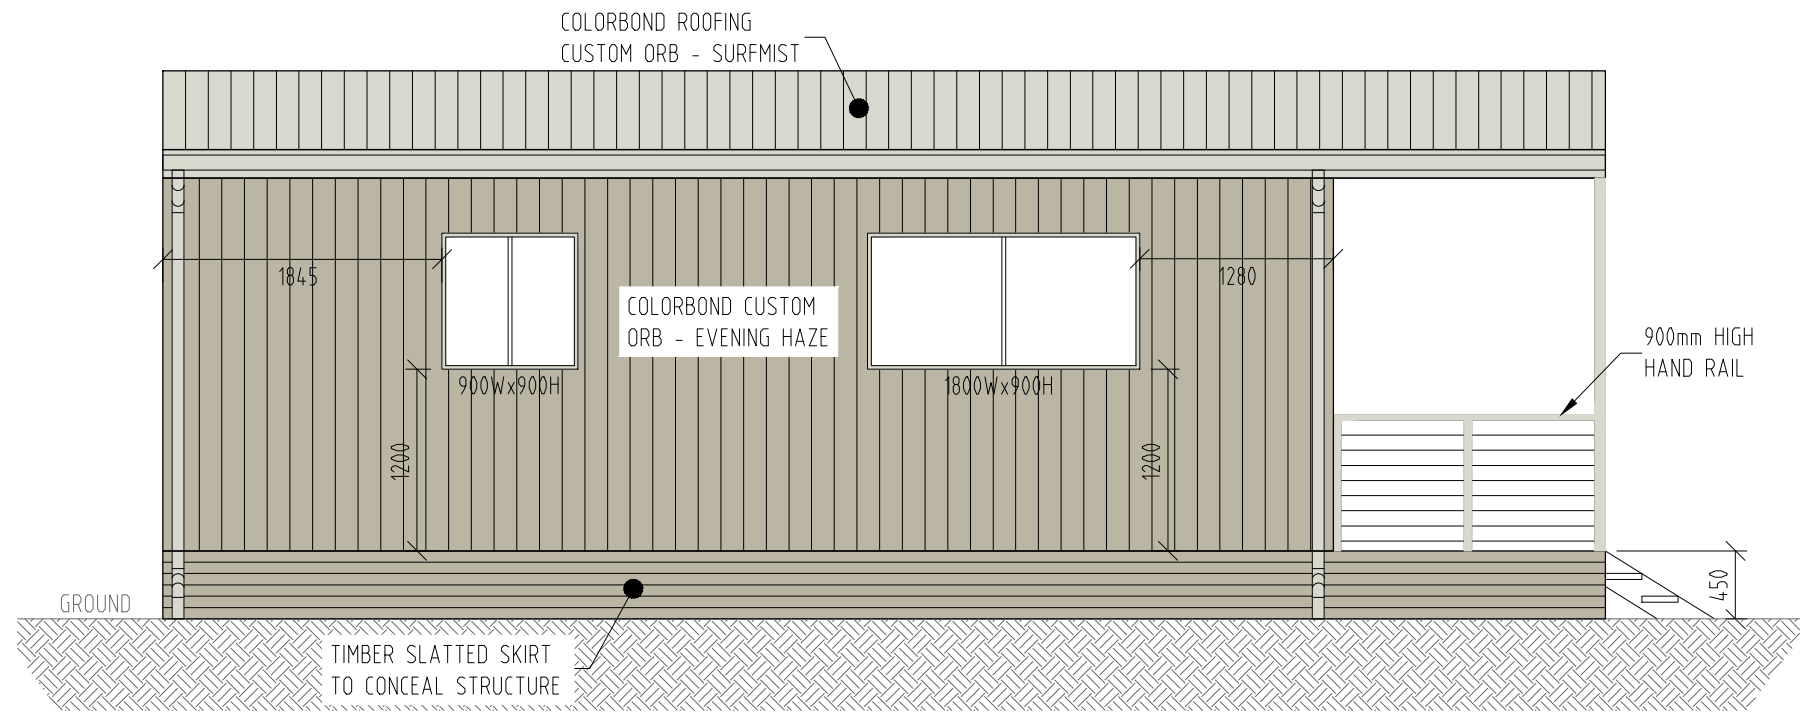 COLORBOND ROOFING
CUSTOM ORB - SURFMIST
1845
1280
COLORBOND CUSTOM
ORB - EVENING HAZE
900mm HIGH
HAND RAIL
900Wx900H
1800Wx900H
1200
1200
450
GROUND
TIMBER SLATTED SKIRT
TO CONCEAL STRUCTURE